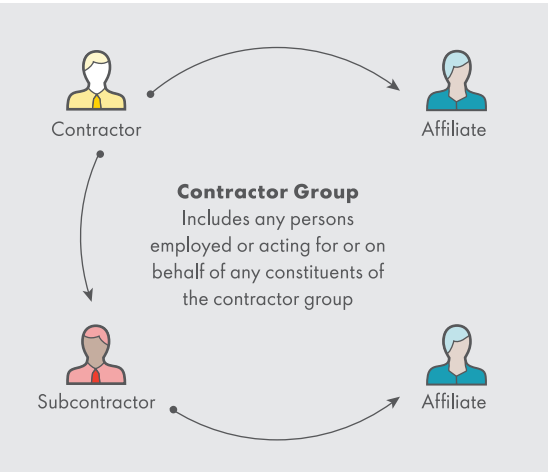 Contractor
Affiliate
Contractor Group
Includes any persons
employed or acting for or on
behalf of any constituents of
the contractor group
Subcontractor
Affiliate